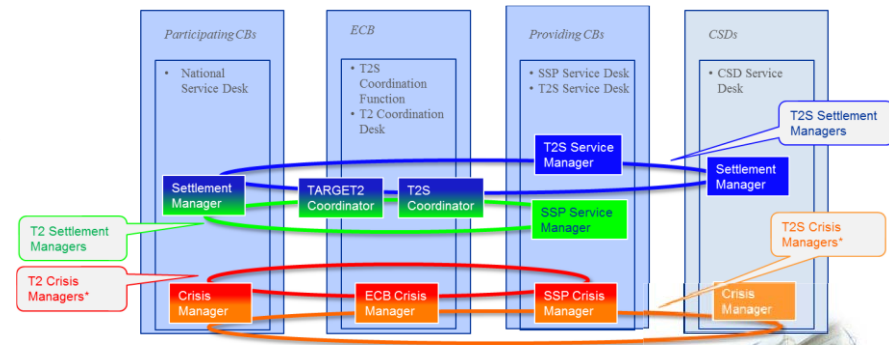 Participating CBs
ECB
Providing CBs
CSDs
• National
Service Desk
• T2S
Coordination
Function
• T2 Coordination
Desk
• SSP Service Desk
• T2S Service Desk
• CSD Service
Desk
T2S Settlement
Managers
T2S Service
Manager
Settlement
Manager
Settlement
Manager
TARGET2
Coordinator
T2S
Coordinator
SSP Service
Manager
T2 Settlement
Managers
T2S Crisis
Managers*
T2 Crisis
Managers*
Crisis
Manager
ECB Crisis
Manager
SSP Crisis
Manager
Crisis
Manager